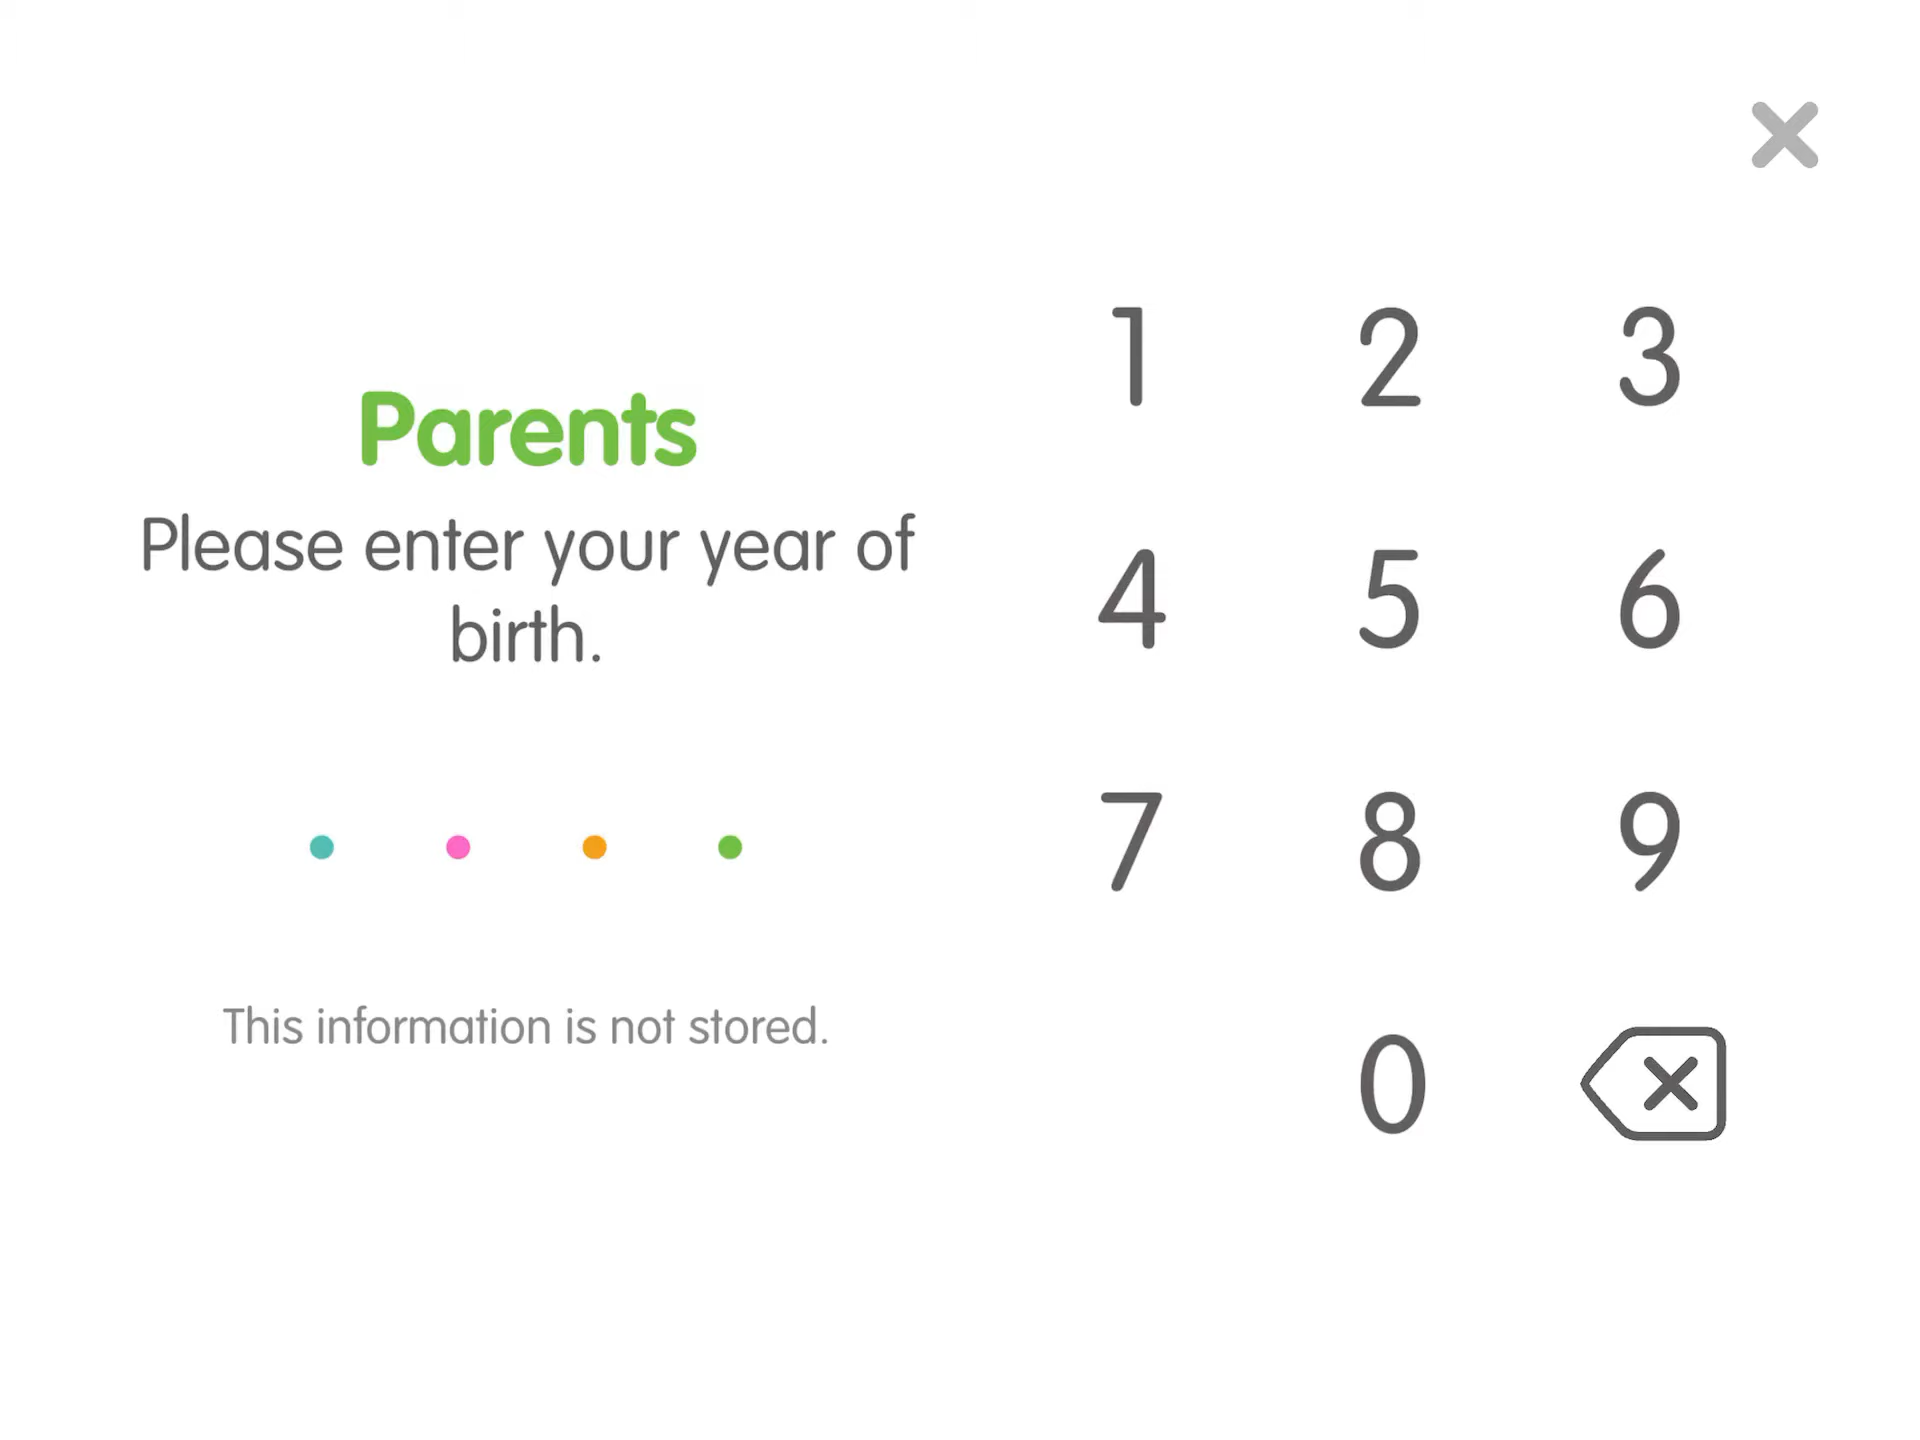 Parents
Please enter your year of
birth.
This information is not stored.
1 2 3
4 5 6
7 8 9
0